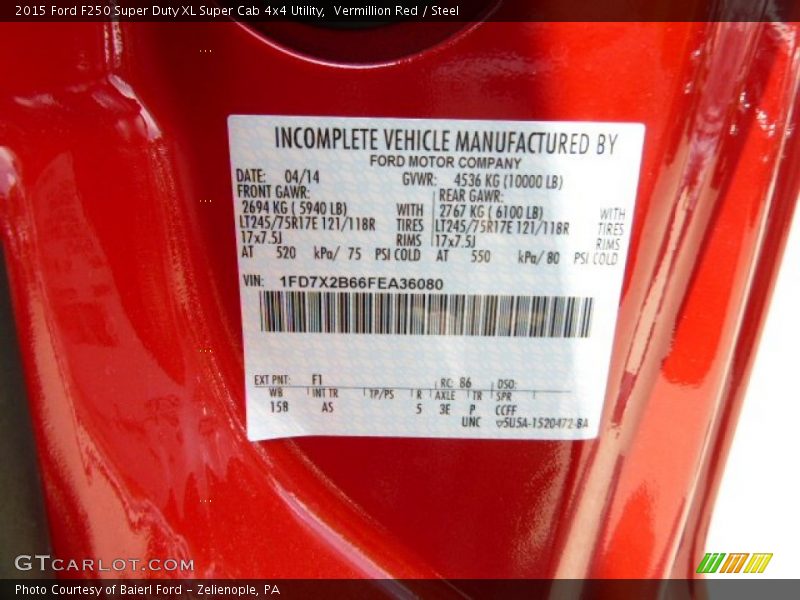 2015 Ford F250 Super Duty XL Super Cab 4x4 Utility,  Vermillion Red / Steel
INCOMPLETE VEHICLE MANUFACTURED BY
FORD MOTOR COMPANY
DATE: 04/14 GVWR: 4536 KG (10000 LB)
FRONT GAWR: REAR GAWR:
2694 KG ( 5940 LB) WITH 2767 KG ( 6100 LB) WITH
LT245/75R17E 121/118R TIRES LT245/75R17E 121/118R TIRES
17x7.5J RIMS 17x7.5J RIMS
AT 520 kPa/ 75 PSI COLD AT 550 kPa/ 80 PSI COLD
VIN: 1FD7X2B66FEA36080
EXT PNT: F1 RC: 86 DSO:
WB INT TR TP/PS R AXLE TR SPR
158 AS 5 3E P CCFF
UNC 5U5A-1520472-BA
GTcarlot.com
Photo Courtesy of Baierl Ford - Zelienople, PA